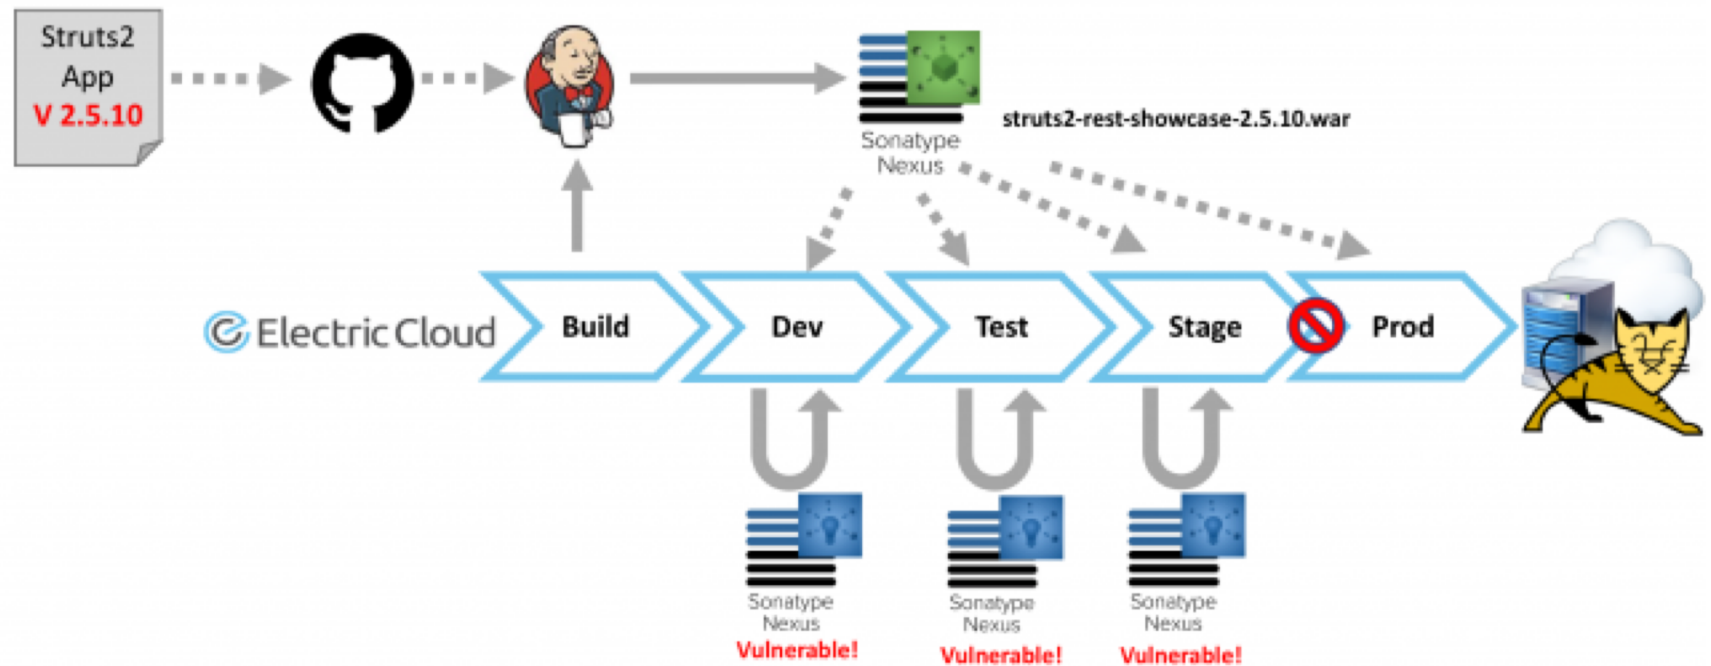 Struts2
App
V 2.5.10
Sonatype
Nexus
struts2-rest-showcase-2.5.10.war
Electric Cloud
Build
Dev
Test
Stage
Prod
Sonatype
Nexus
Vulnerable!
Sonatype
Nexus
Vulnerable!
Sonatype
Nexus
Vulnerable!